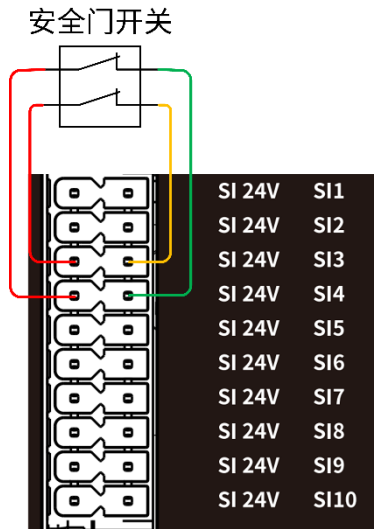 安全门开关
SI 24V SI1
SI 24V SI2
SI 24V SI3
SI 24V SI4
SI 24V SI5
SI 24V SI6
SI 24V SI7
SI 24V SI8
SI 24V SI9
SI 24V SI10